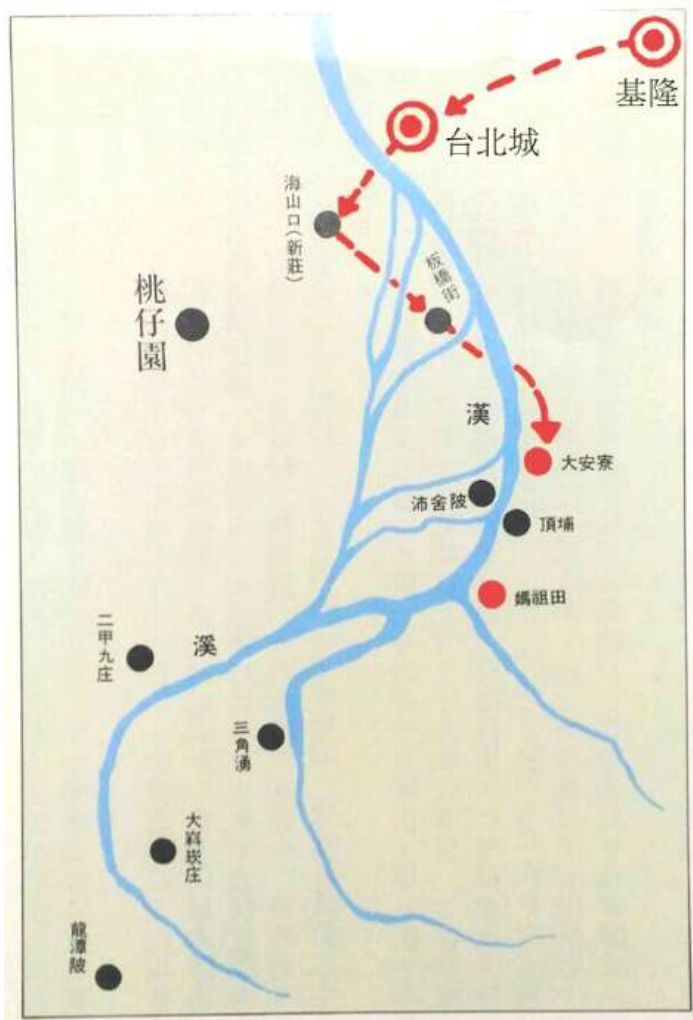 基隆
台北城
海山口(新莊)
板橋街
桃仔園
漢
大安寮
沛舍陂
頂埔
媽祖田
二甲九庄
溪
三角湧
大嵙崁庄
龍潭陂